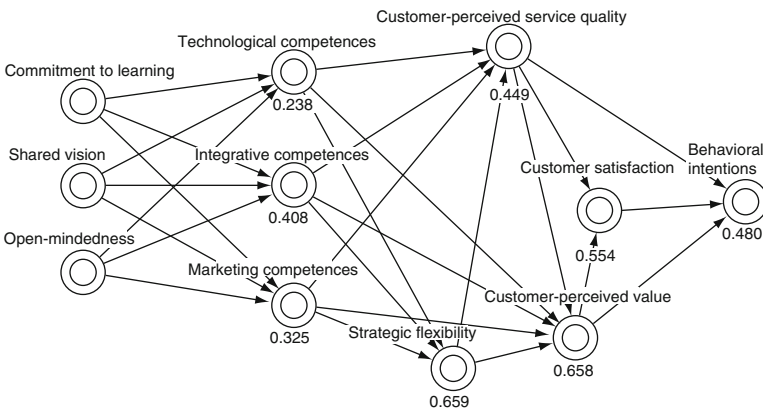 Customer-perceived service quality
Technological competences
Commitment to learning
0.449
0.238
Behavioral
intentions
Shared vision
Integrative competences
Customer satisfaction
0.408
0.480
Open-mededness
0.554
Marketing competences
Customer-perceived value
0.325
Strategic flexibility
0.658
0.659